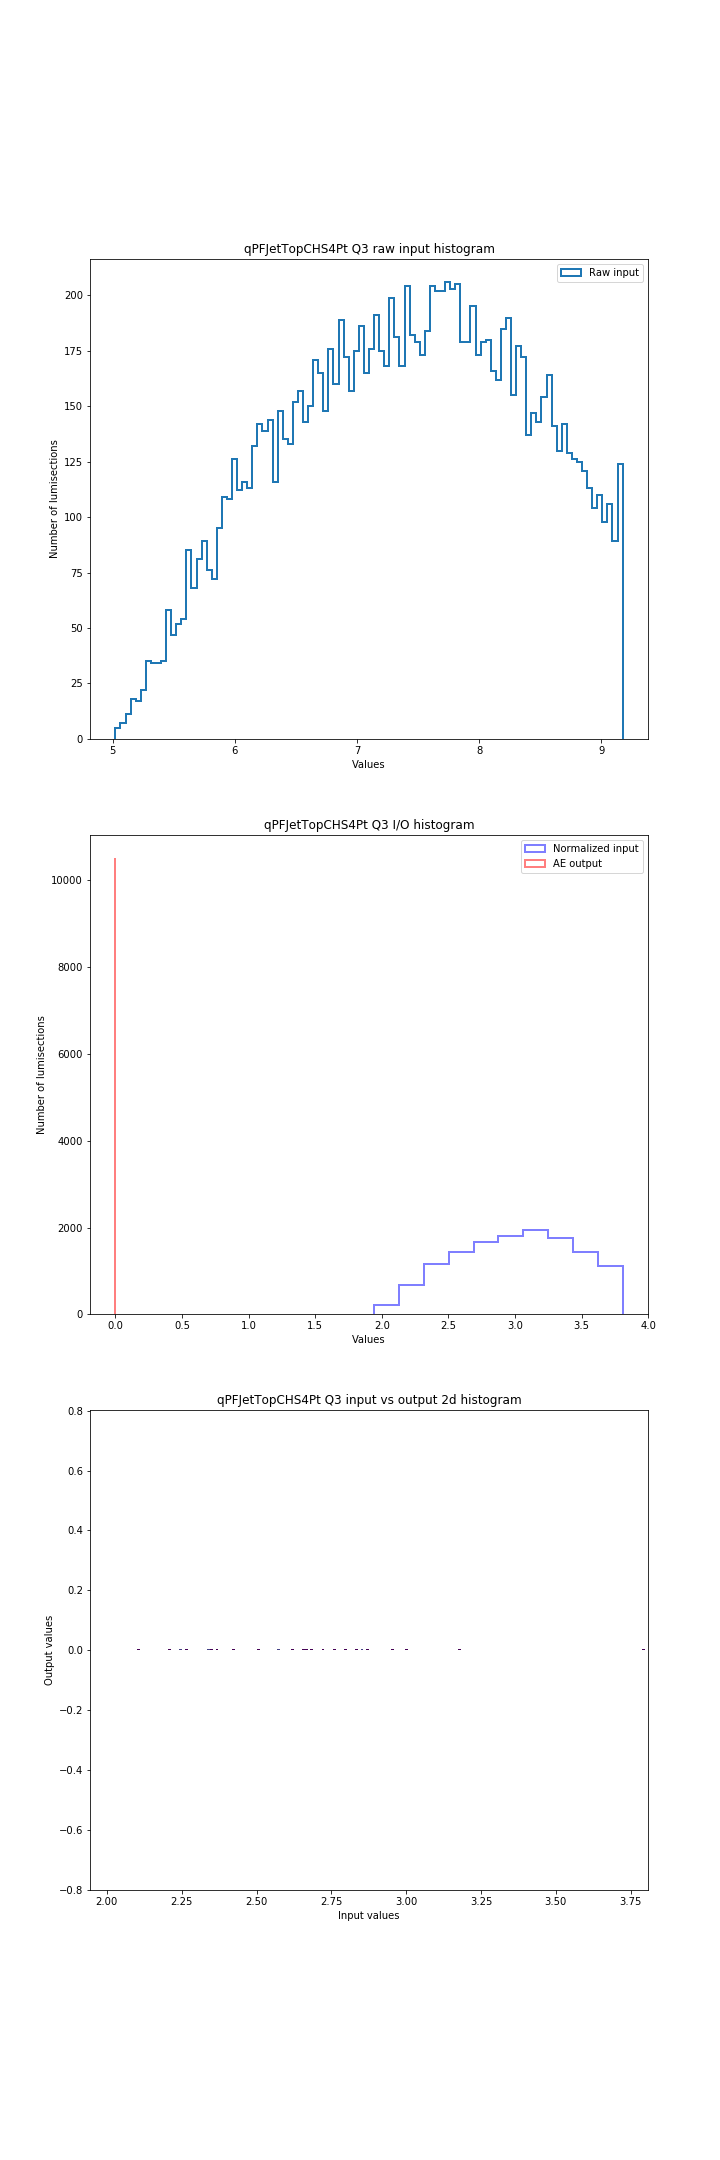 qPFJetTopCHS4Pt Q3 raw input histogram
Raw input
200
175
150
125
100
75
50
25
0
Number of lumisections
5 6 7 8 9
Values
qPFJetTopCHS4Pt Q3 I/O histogram
Normalized input
AE output
10000
8000
6000
4000
2000
0
Number of lumisections
0.0 0.5 1.0 1.5 2.0 2.5 3.0 3.5 4.0
Values
qPFJetTopCHS4Pt Q3 input vs output 2d histogram
0.8
0.6
0.4
0.2
0.0
−0.2
−0.4
−0.6
−0.8
Output values
2.00 2.25 2.50 2.75 3.00 3.25 3.50 3.75
Input values